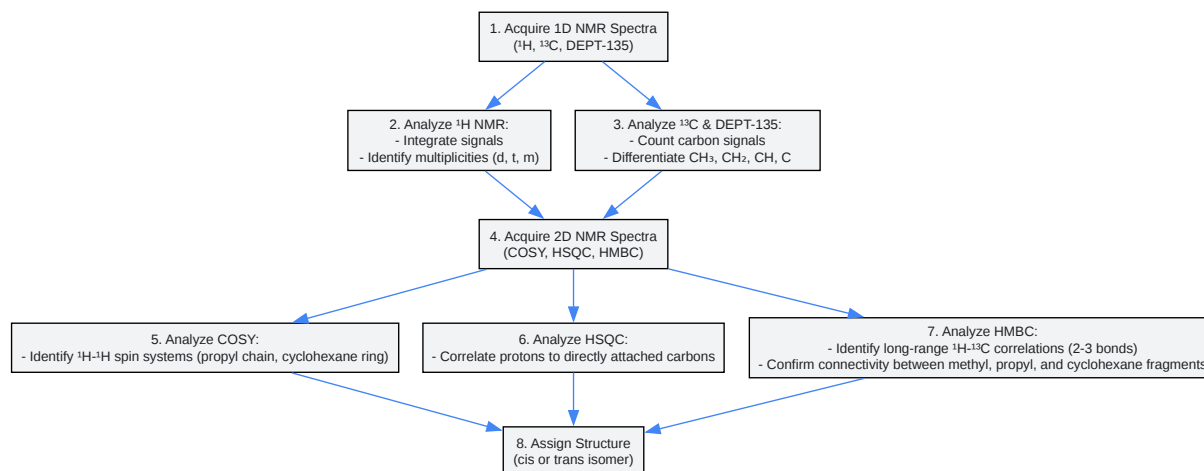 1. Acquire 1D NMR Spectra
(¹H, ¹³C, DEPT-135)
2. Analyze ¹H NMR:
- Integrate signals
- Identify multiplicities (d, t, m)
3. Analyze ¹³C & DEPT-135:
- Count carbon signals
- Differentiate CH₃, CH₂, CH, C
4. Acquire 2D NMR Spectra
(COSY, HSQC, HMBC)
5. Analyze COSY:
- Identify ¹H-¹H spin systems (propyl chain, cyclohexane ring)
6. Analyze HSQC:
- Correlate protons to directly attached carbons
7. Analyze HMBC:
- Identify long-range ¹H-¹³C correlations (2-3 bonds)
- Confirm connectivity between methyl, propyl, and cyclohexane fragments
8. Assign Structure
(cis or trans isomer)